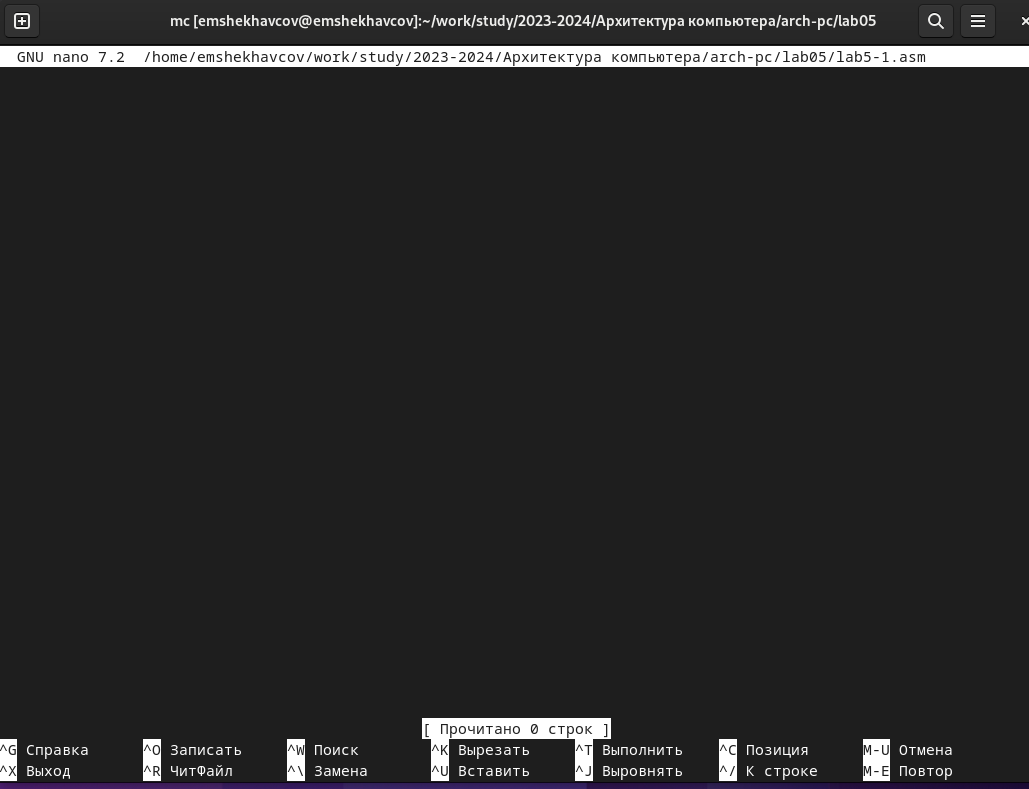 mc [emshekhavcov@emshekhavcov]:~/work/study/2023-2024/Архитектура компьютера/arch-pc/lab05
GNU nano 7.2 /home/emshekhavcov/work/study/2023-2024/Архитектура компьютера/arch-pc/lab05/lab5-1.asm
[ Прочитано 0 строк ]
^G Справка ^O Записать ^W Поиск ^K Вырезать ^T Выполнить ^C Позиция M-U Отмена
^X Выход ^R ЧитФайл ^\ Замена ^U Вставить ^J Выровнять ^/ К строке M-E Повтор